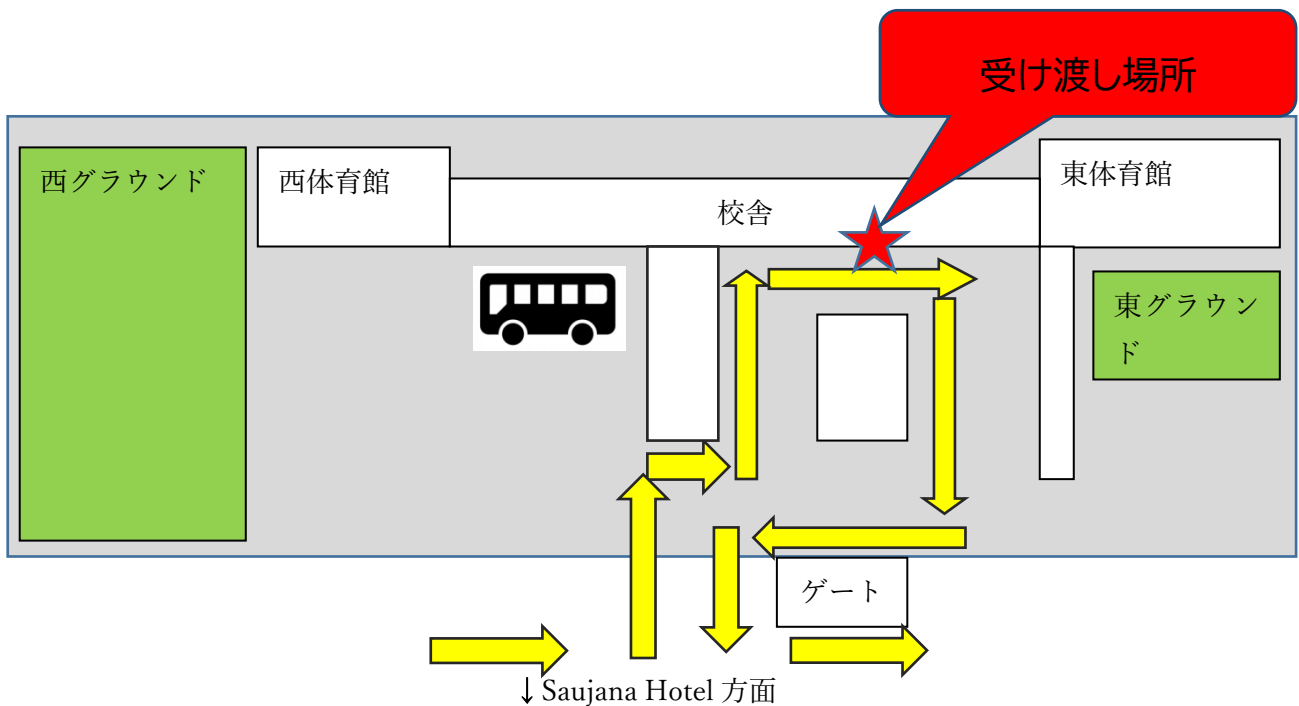 受け渡し場所
西グラウンド
西体育館
校舎
東体育館
東グラウン
ド
ゲート
↓Saujana Hotel 方面